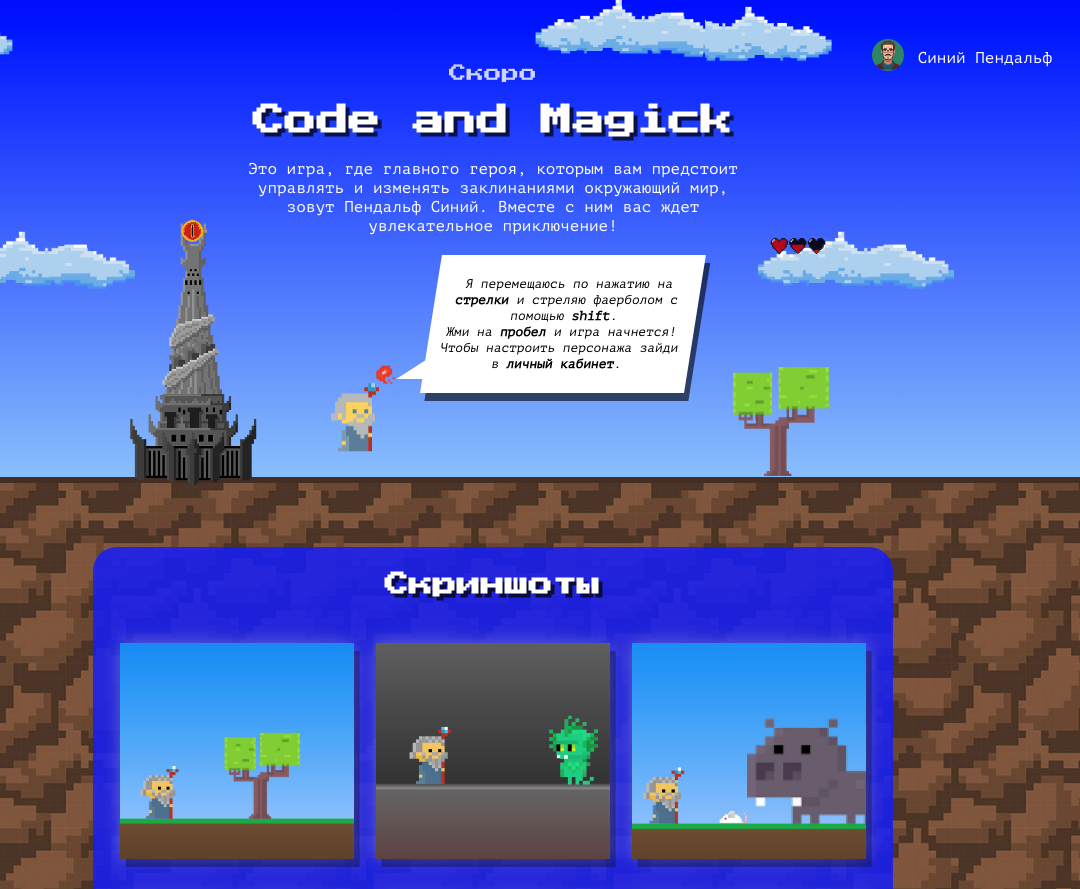 Синий Пендальф
Скоро
Code and Magick
Это игра, где главного героя, которым вам предстоит
управлять и изменять заклинаниями окружающий мир,
зовут Пендальф Синий. Вместе с ним вас ждет
увлекательное приключение!
Я перемещаюсь по нажатию на
стрелки и стреляю фаерболом с
помощью shift.
Жми на пробел и игра начнется!
Чтобы настроить персонажа зайди
в личный кабинет.
Скриншоты